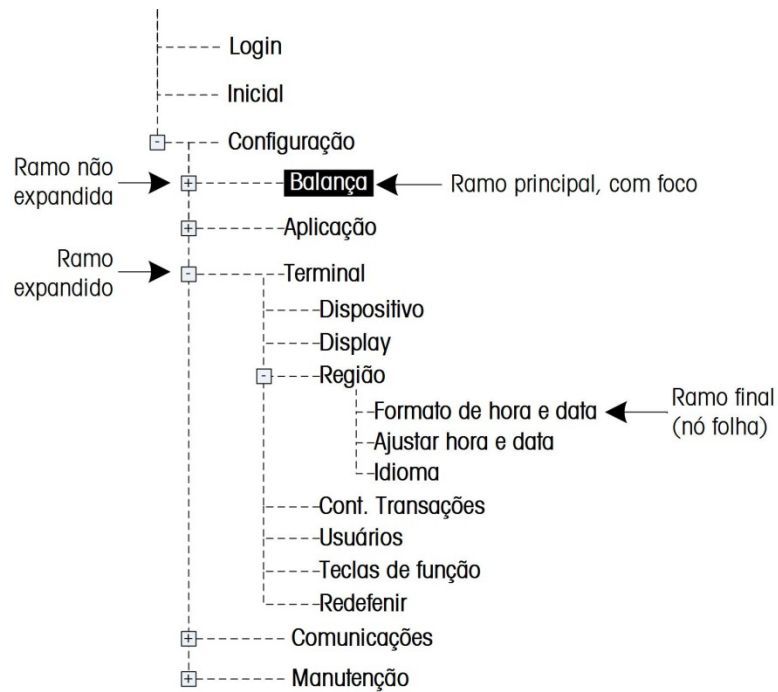 Login
Inicial
Configuração
Ramo não
expandida
Balança
Ramo principal, com foco
Aplicação
Ramo
expandido
Terminal
Dispositivo
Display
Região
Formato de hora e data
Ramo final
(nó folha)
Ajustar hora e data
Idioma
Cont. Transações
Usuários
Teclas de função
Redefenir
Comunicações
Manutenção